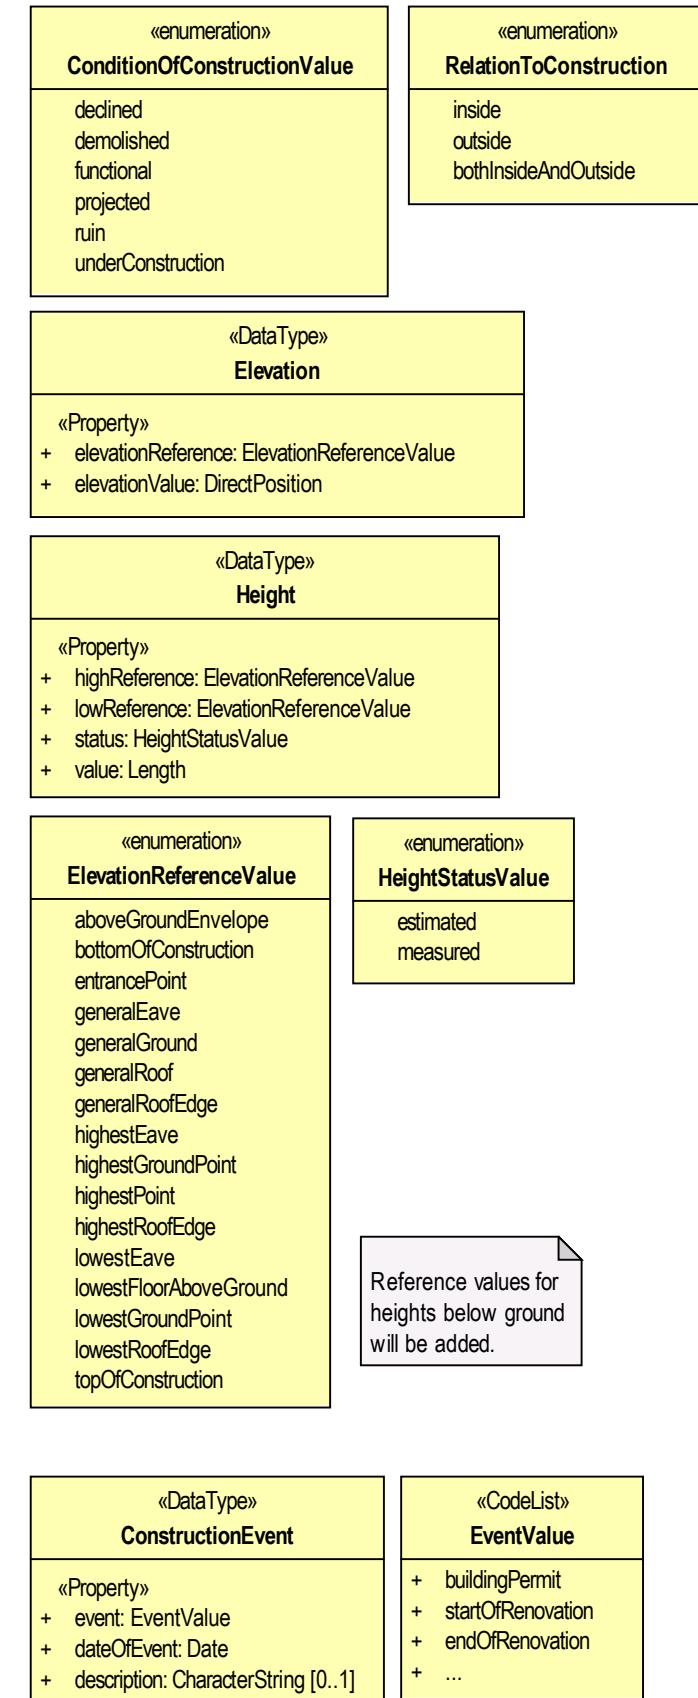 «enumeration»
ConditionOfConstructionValue
declined
demolished
functional
projected
ruin
underConstruction
«enumeration»
RelationToConstruction
inside
outside
bothInsideAndOutside
«DataType»
Elevation
«Property»
+ elevationReference: ElevationReferenceValue
+ elevationValue: DirectPosition
«DataType»
Height
«Property»
+ highReference: ElevationReferenceValue
+ lowReference: ElevationReferenceValue
+ status: HeightStatusValue
+ value: Length
«enumeration»
ElevationReferenceValue
aboveGroundEnvelope
bottomOfConstruction
entrancePoint
generalEave
generalGround
generalRoof
generalRoofEdge
highestEave
highestGroundPoint
highestPoint
highestRoofEdge
lowestEave
lowestFloorAboveGround
lowestGroundPoint
lowestRoofEdge
topOfConstruction
«enumeration»
HeightStatusValue
estimated
measured
Reference values for
heights below ground
will be added.
«DataType»
ConstructionEvent
«Property»
+ event: EventValue
+ dateOfEvent: Date
+ description: CharacterString [0..1]
«CodeList»
EventValue
+ buildingPermit
+ startOfRenovation
+ endOfRenovation
+ ...